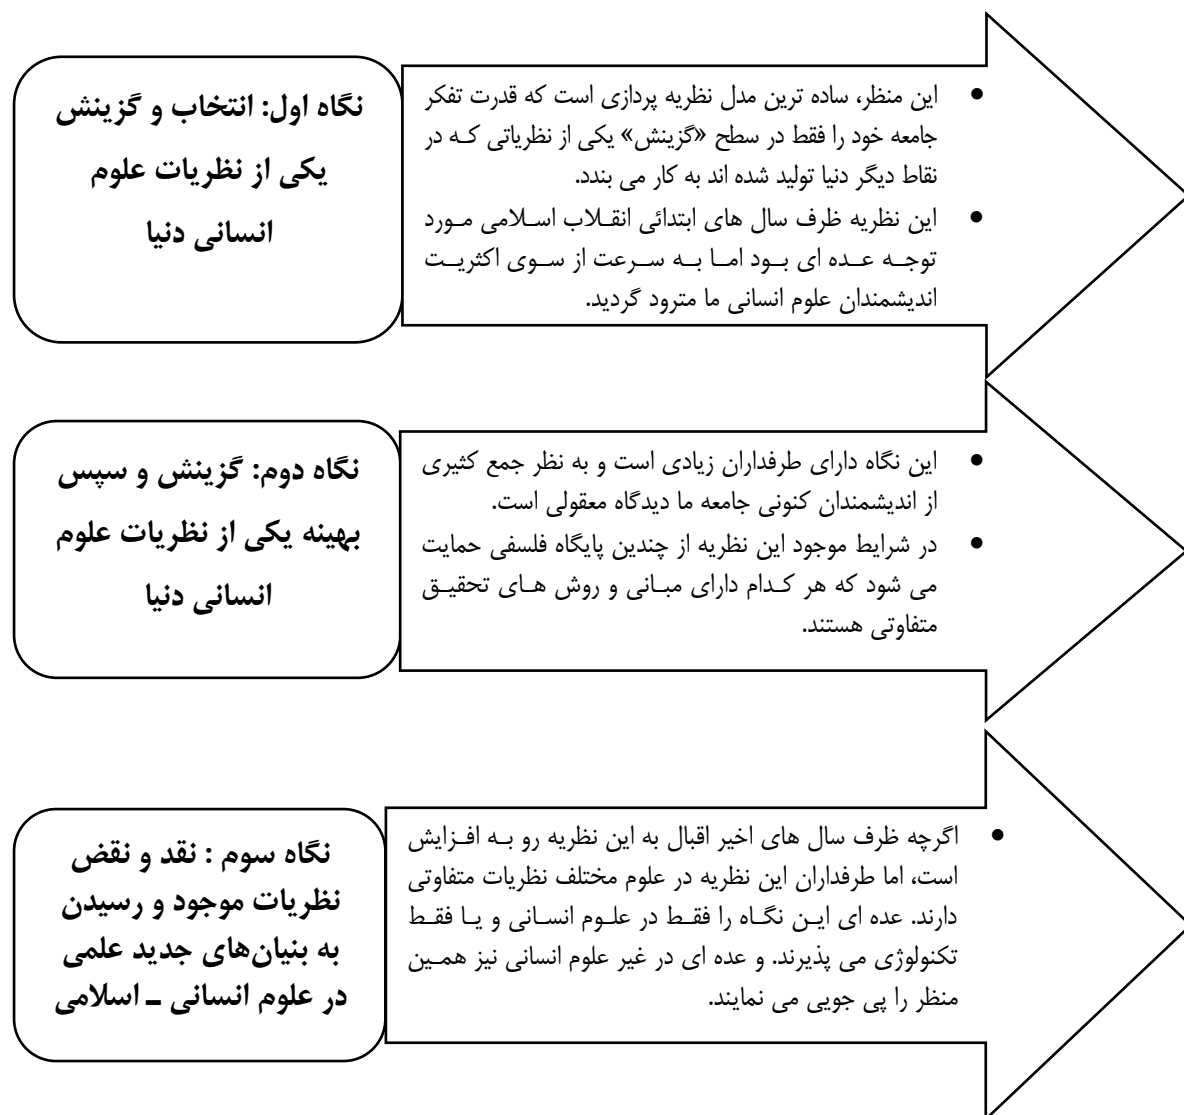 نگاه اول: انتخاب و گزینش
یکی از نظریات علوم
انسانی دنیا
• این منظر، ساده ترین مدل نظریه پردازی است که قدرت تفکر
جامعه خود را فقط در سطح «گزینش» یکی از نظریاتی که در
نقاط دیگر دنیا تولید شده اند به کار می بندد.
• این نظریه ظرف سال های ابتدائی انقلاب اسلامی مورد
توجه عده ای بود اما به سرعت از سوی اکثریت
اندیشمندان علوم انسانی ما مترود گردید.
نگاه دوم: گزینش و سپس
بهینه یکی از نظریات علوم
انسانی دنیا
• این نگاه دارای طرفداران زیادی است و به نظر جمع کثیری
از اندیشمندان کنونی جامعه ما دیدگاه معقولی است.
• در شرایط موجود این نظریه از چندین پایگاه فلسفی حمایت
می شود که هر کدام دارای مبانی و روش های تحقیق
متفاوتی هستند.
نگاه سوم : نقد و نقض
نظریات موجود و رسیدن
به بنیان‌های جدید علمی
در علوم انسانی ـ اسلامی
• اگرچه ظرف سال های اخیر اقبال به این نظریه رو به افزایش
است، اما طرفداران این نظریه در علوم مختلف نظریات متفاوتی
دارند. عده ای این نگاه را فقط در علوم انسانی و یا فقط
تکنولوژی می پذیرند. و عده ای در غیر علوم انسانی نیز همین
منظر را پی جویی می نمایند.